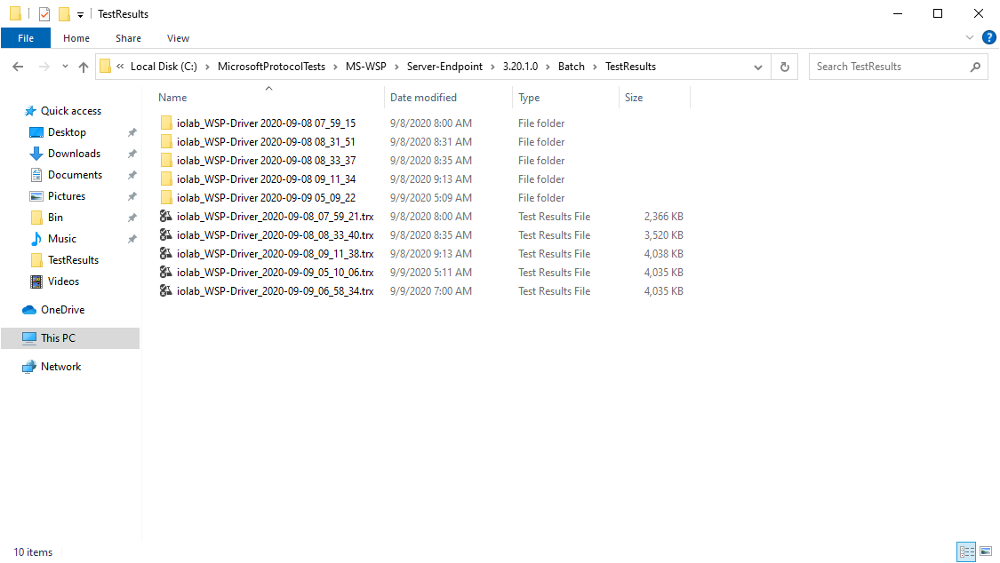 TestResults
File Home Share View
« Local Disk (C:) › MicrosoftProtocolTests › MS-WSP › Server-Endpoint › 3.20.1.0 › Batch › TestResults
Search TestResults
Name Date modified Type Size
Quick access
Desktop
Downloads
Documents
Pictures
Bin
Music
TestResults
Videos
OneDrive
This PC
Network
iolab_WSP-Driver 2020-09-08 07_59_15 9/8/2020 8:00 AM File folder
iolab_WSP-Driver 2020-09-08 08_31_51 9/8/2020 8:31 AM File folder
iolab_WSP-Driver 2020-09-08 08_33_37 9/8/2020 8:35 AM File folder
iolab_WSP-Driver 2020-09-08 09_11_34 9/8/2020 9:13 AM File folder
iolab_WSP-Driver 2020-09-09 05_09_22 9/9/2020 5:09 AM File folder
iolab_WSP-Driver_2020-09-08_07_59_21.trx 9/8/2020 8:00 AM Test Results File 2,366 KB
iolab_WSP-Driver_2020-09-08_08_33_40.trx 9/8/2020 8:35 AM Test Results File 3,520 KB
iolab_WSP-Driver_2020-09-08_09_11_38.trx 9/8/2020 9:13 AM Test Results File 4,038 KB
iolab_WSP-Driver_2020-09-09_05_10_06.trx 9/9/2020 5:11 AM Test Results File 4,035 KB
iolab_WSP-Driver_2020-09-09_06_58_34.trx 9/9/2020 7:00 AM Test Results File 4,035 KB
10 items